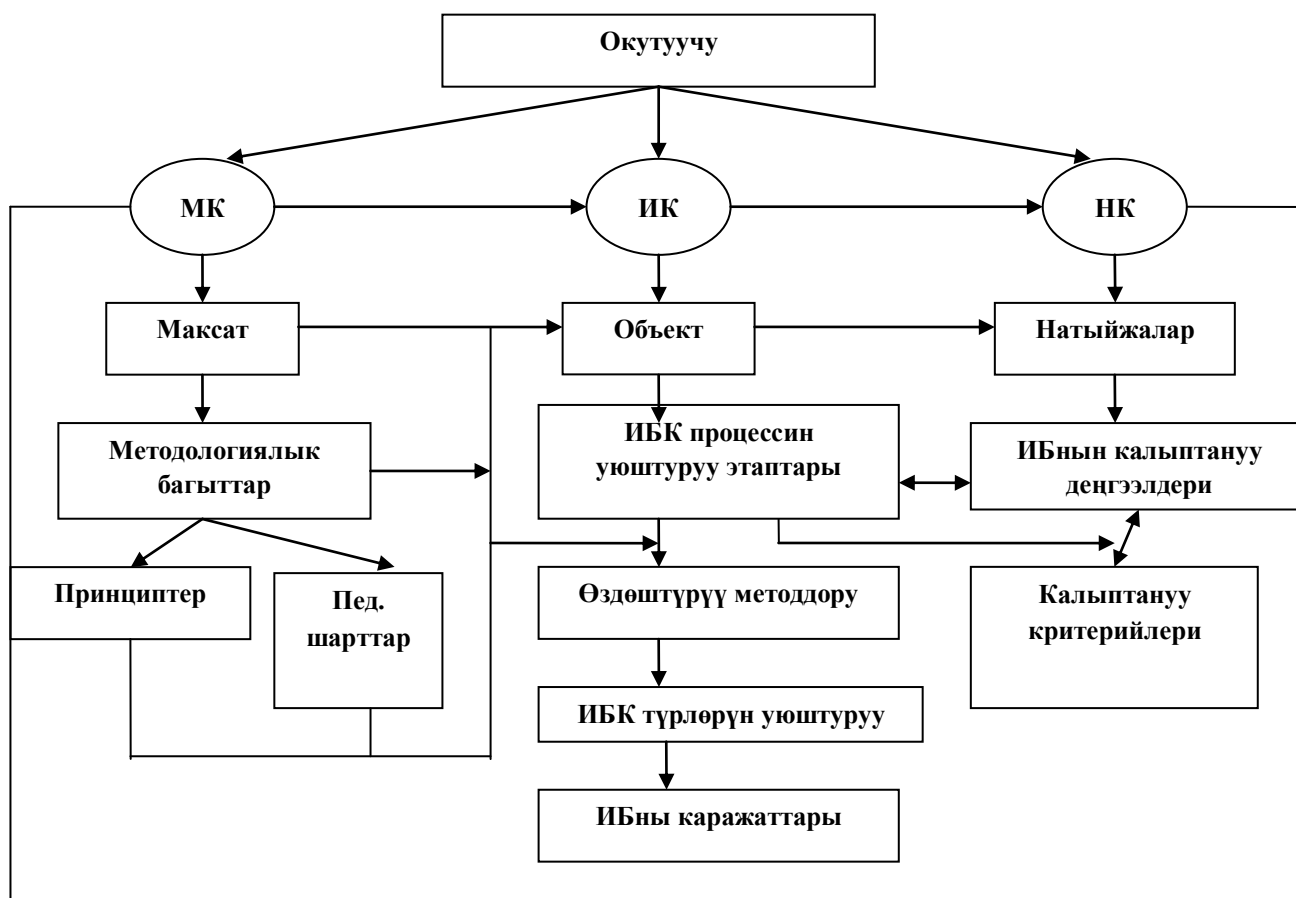 Окутуучу
МК
ИК
НК
Максат
Объект
Натыйжалар
Методологиялык
багыттар
ИБК процессин
уюштуруу этаптары
ИБнын калыптануу
деңгээлдери
Принциптер
Пед.
шарттар
Өздөштүрүү методдору
Калыптануу
критерийлери
ИБК түрлөрүн уюштуруу
ИБны каражаттары